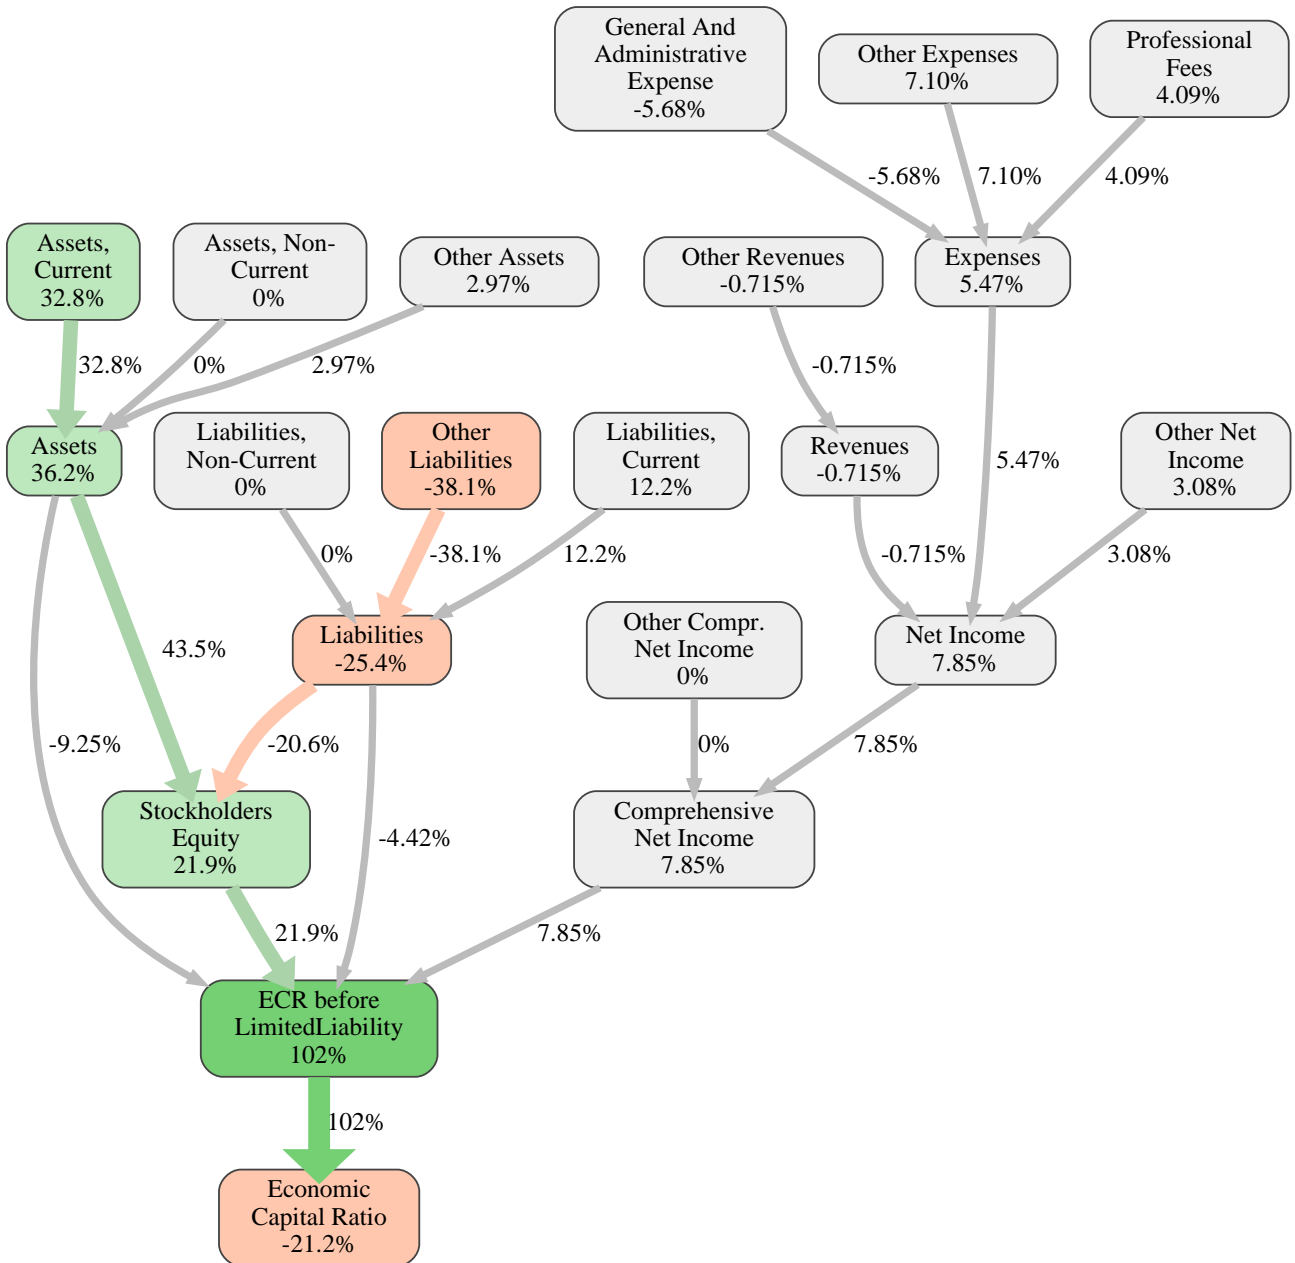 General And
Administrative
Expense
-5.68%
Other Expenses
7.10%
Professional
Fees
4.09%
-5.68%
7.10%
4.09%
Assets,
Current
32.8%
Assets, Non-
Current
0%
Other Assets
2.97%
Other Revenues
-0.715%
Expenses
5.47%
32.8%
0%
2.97%
-0.715%
Assets
36.2%
Liabilities,
Non-Current
0%
Other
Liabilities
-38.1%
Liabilities,
Current
12.2%
Revenues
-0.715%
5.47%
Other Net
Income
3.08%
0%
-38.1%
12.2%
-0.715%
3.08%
43.5%
Liabilities
-25.4%
Other Compr.
Net Income
0%
Net Income
7.85%
-9.25%
-20.6%
0%
7.85%
Stockholders
Equity
21.9%
-4.42%
Comprehensive
Net Income
7.85%
21.9%
7.85%
ECR before
LimitedLiability
102%
102%
Economic
Capital Ratio
-21.2%